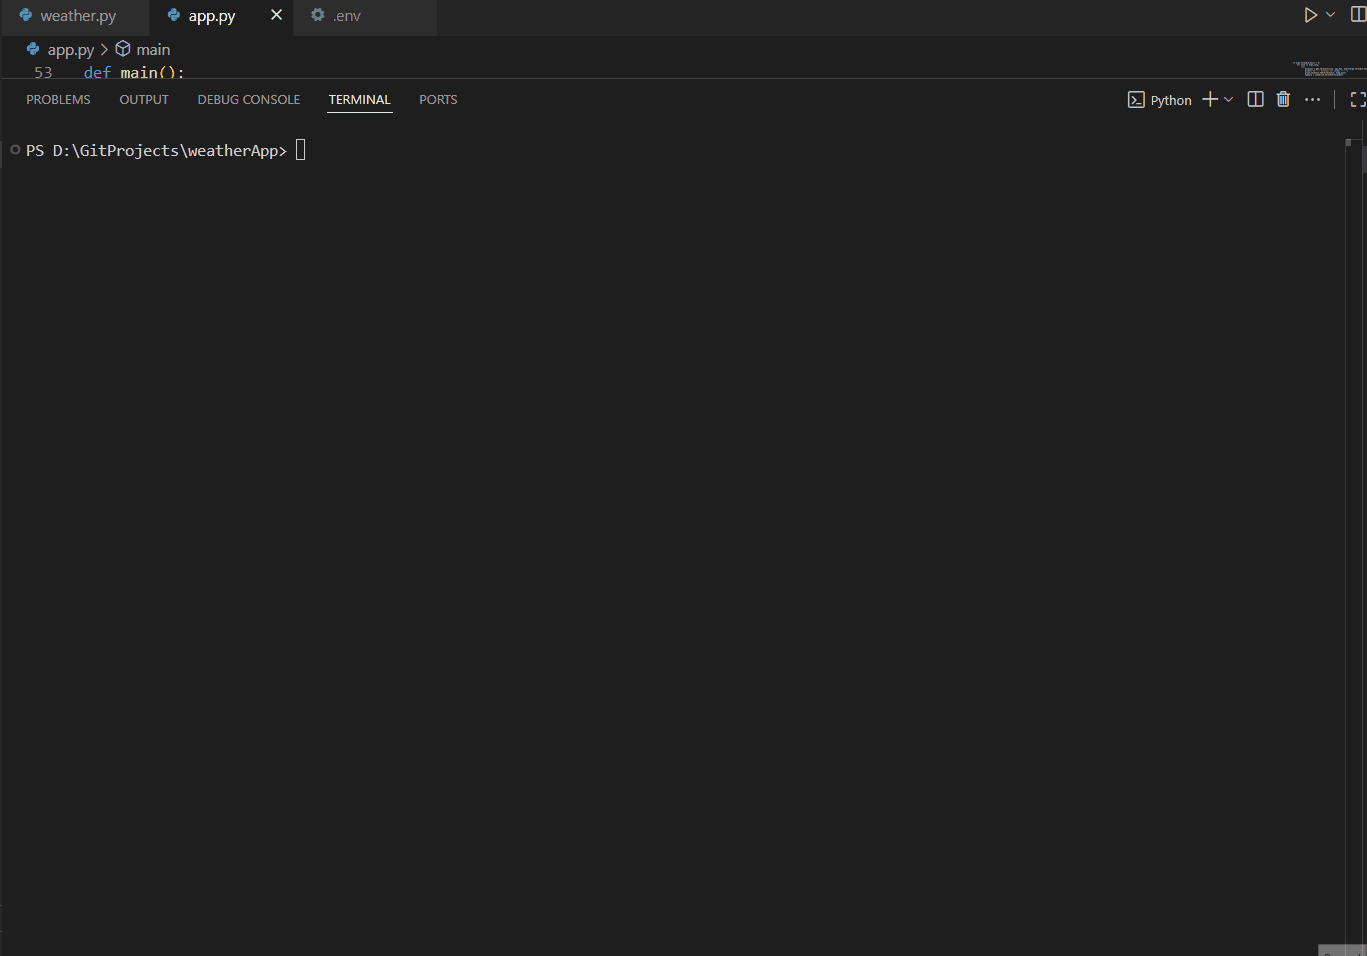 weather.py app.py .env
app.py main
53 def main():
PROBLEMS OUTPUT DEBUG CONSOLE TERMINAL PORTS Python
PS D:\GitProjects\weatherApp>